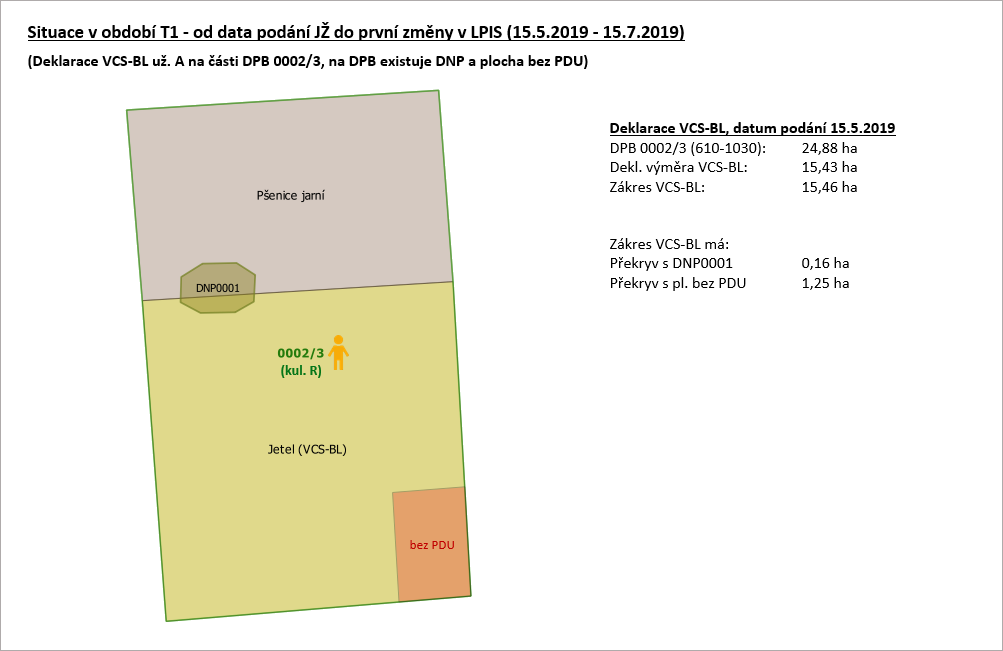 Situace v období T1 - od data podání JŽ do první změny v LPIS (15.5.2019 - 15.7.2019)
(Deklarace VCS-BL už. A na části DPB 0002/3, na DPB existuje DNP a plocha bez PDU)
Deklarace VCS-BL, datum podání 15.5.2019
DPB 0002/3 (610-1030): 24,88 ha
Dekl. výměra VCS-BL: 15,43 ha
Zákres VCS-BL: 15,46 ha
Zákres VCS-BL má:
Překryv s DNP0001 0,16 ha
Překryv s pl. bez PDU 1,25 ha
Pšenice jarní
DNP0001
0002/3
(kul. R)
Jetel (VCS-BL)
bez PDU